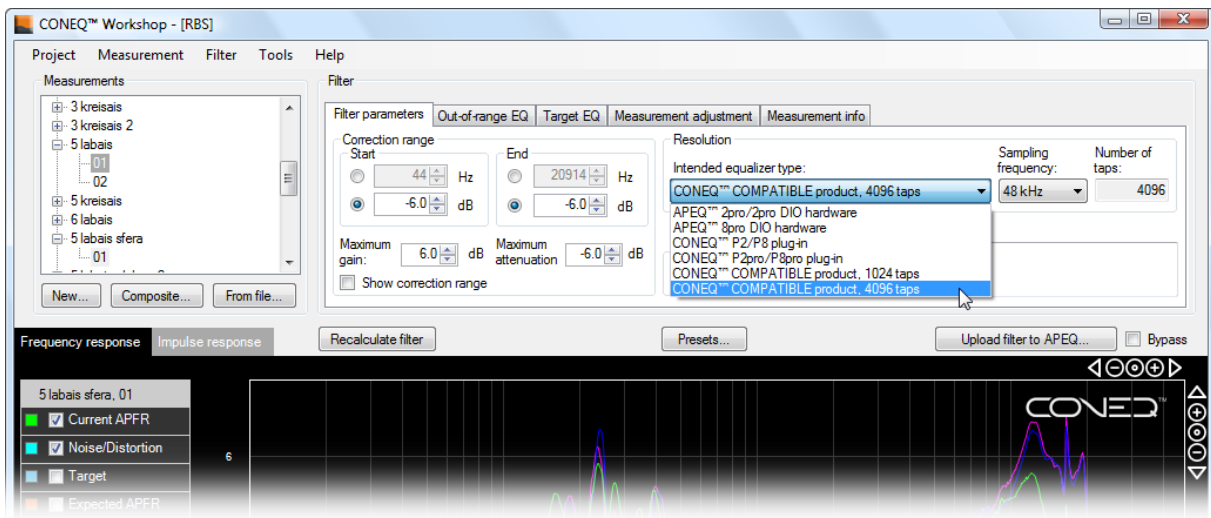 CONEQ™ Workshop - [RBS]
Project Measurement Filter Tools Help
Measurements
3 kreisais
3 kreisais 2
5 labais
01
02
5 kreisais
6 labais
5 labais sfera
01
New... Composite... From file...
Filter
Filter parameters Out-of-range EQ Target EQ Measurement adjustment Measurement info
Correction range
Start
44 Hz
-6.0 dB
End
20914 Hz
-6.0 dB
Maximum gain: 6.0 dB
Maximum attenuation -6.0 dB
Show correction range
Resolution
Intended equalizer type:
CONEQ™ COMPATIBLE product, 4096 taps
Sampling frequency:
48 kHz
Number of taps:
4096
APEQ™ 2pro/2pro DIO hardware
APEQ™ 8pro DIO hardware
CONEQ™ P2/P8 plug-in
CONEQ™ P2pro/P8pro plug-in
CONEQ™ COMPATIBLE product, 1024 taps
CONEQ™ COMPATIBLE product, 4096 taps
Frequency response Impulse response
Recalculate filter Presets... Upload filter to APEQ... Bypass
5 labais sfera, 01
Current APFR
Noise/Distortion
Target
Expected APFR
6
CONEQ™